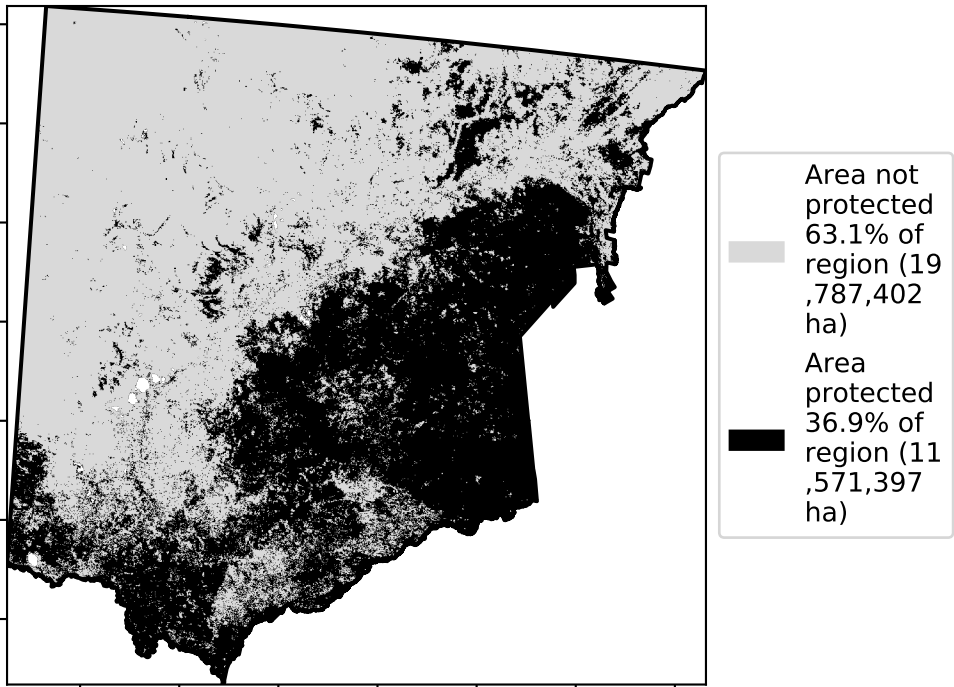 Area not
protected
63.1% of
region (19
,787,402
ha)
Area
protected
36.9% of
region (11
,571,397
ha)